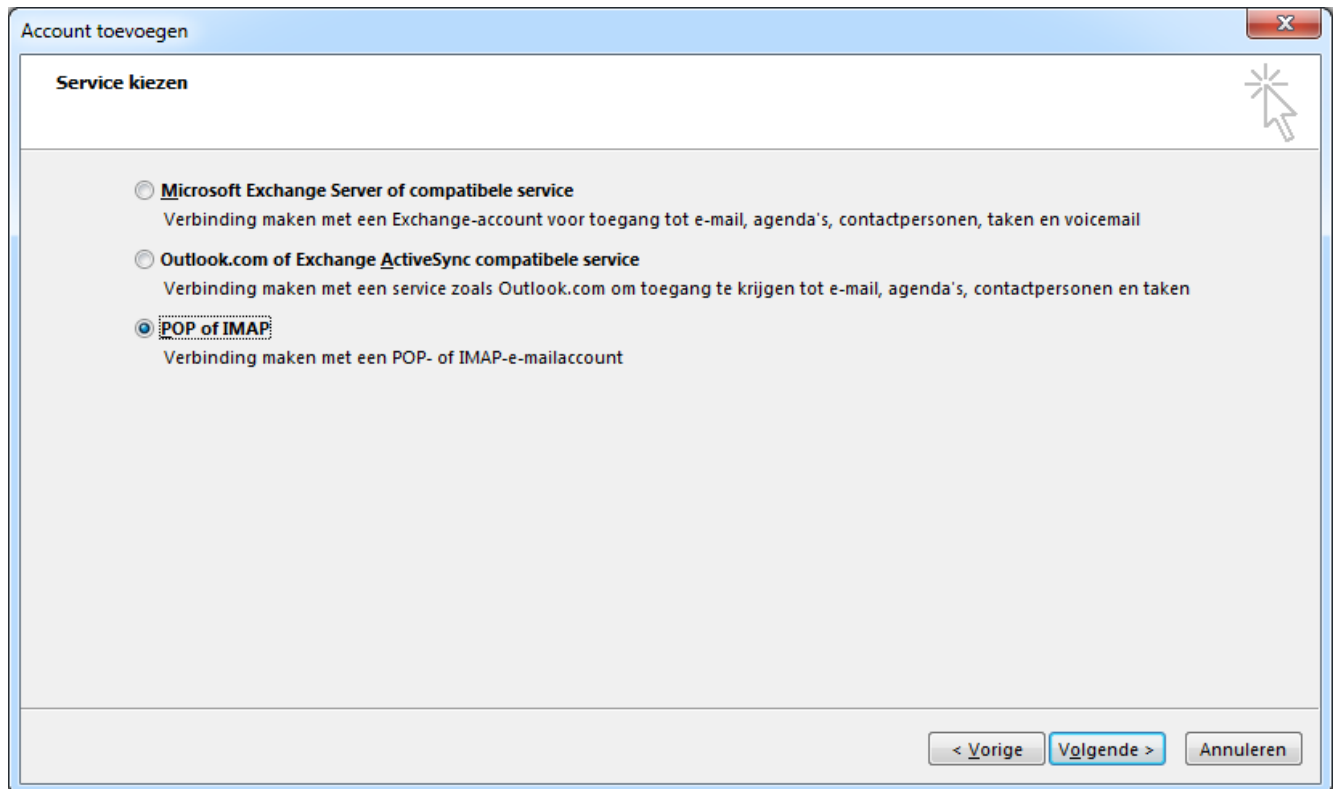 Account toevoegen
Service kiezen
Microsoft Exchange Server of compatibele service
Verbinding maken met een Exchange-account voor toegang tot e-mail, agenda's, contactpersonen, taken en voicemail
Outlook.com of Exchange ActiveSync compatibele service
Verbinding maken met een service zoals Outlook.com om toegang te krijgen tot e-mail, agenda's, contactpersonen en taken
POP of IMAP
Verbinding maken met een POP- of IMAP-e-mailaccount
< Vorige Volgende > Annuleren